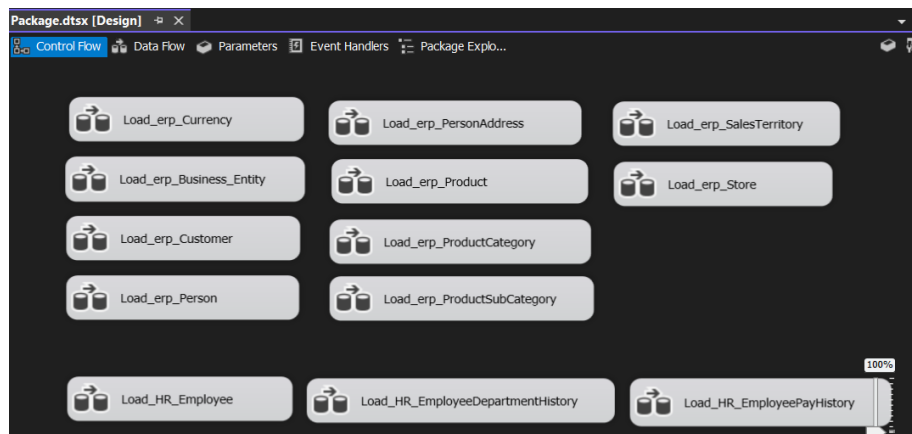 Package.dtsx [Design]
Control Flow Data Flow Parameters Event Handlers Package Explo...
Load_erp_Currency Load_erp_PersonAddress Load_erp_SalesTerritory
Load_erp_Business_Entity Load_erp_Product Load_erp_Store
Load_erp_Customer Load_erp_ProductCategory
Load_erp_Person Load_erp_ProductSubCategory
100%
Load_HR_Employee Load_HR_EmployeeDepartmentHistory Load_HR_EmployeePayHistory